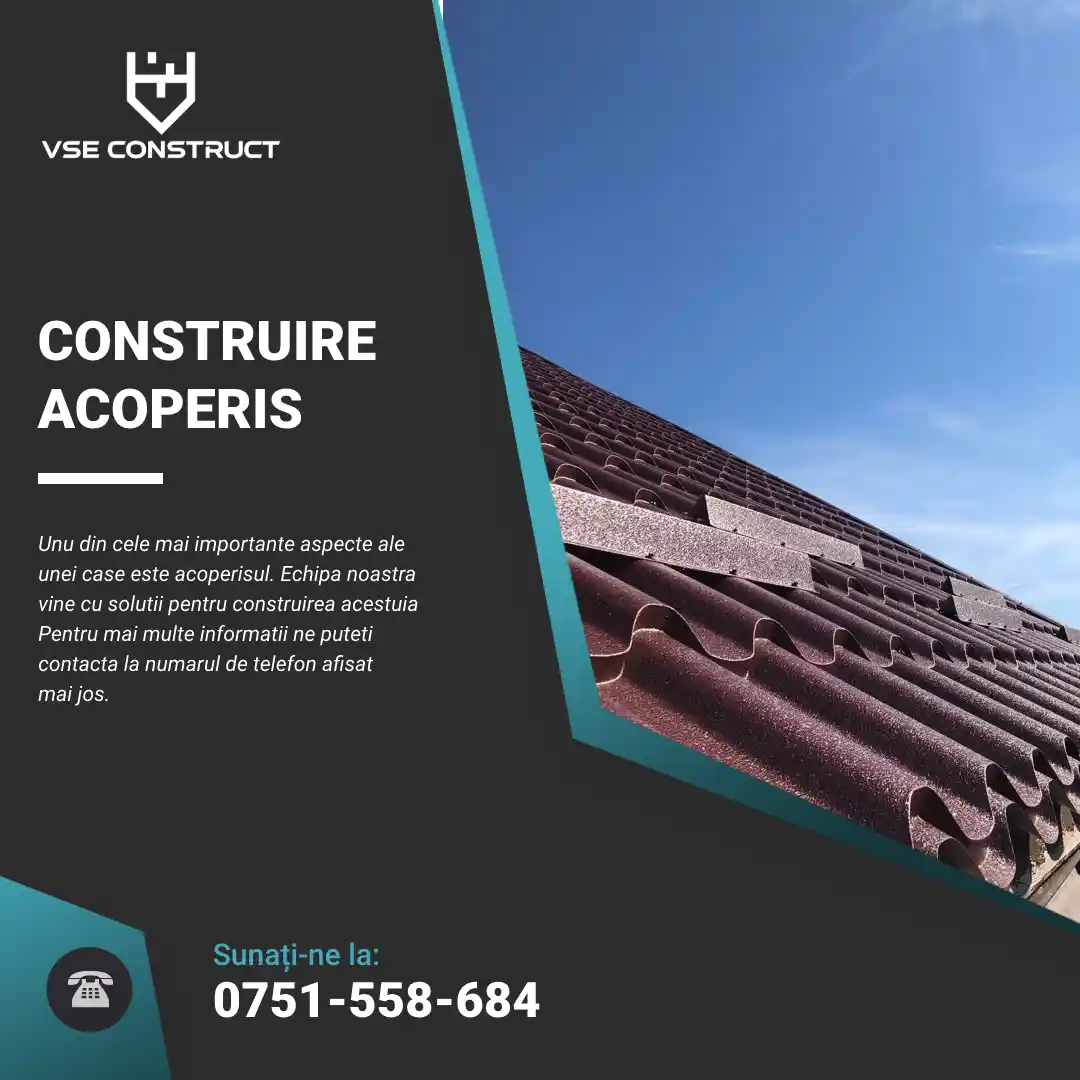 VSE CONSTRUCT
CONSTRUIRE
ACOPERIS
Unu din cele mai importante aspecte ale
unei case este acoperisul. Echipa noastra
vine cu solutii pentru construirea acestuia
Pentru mai multe informatii ne puteti
contacta la numarul de telefon afisat
mai jos.
Sunați-ne la:
0751-558-684